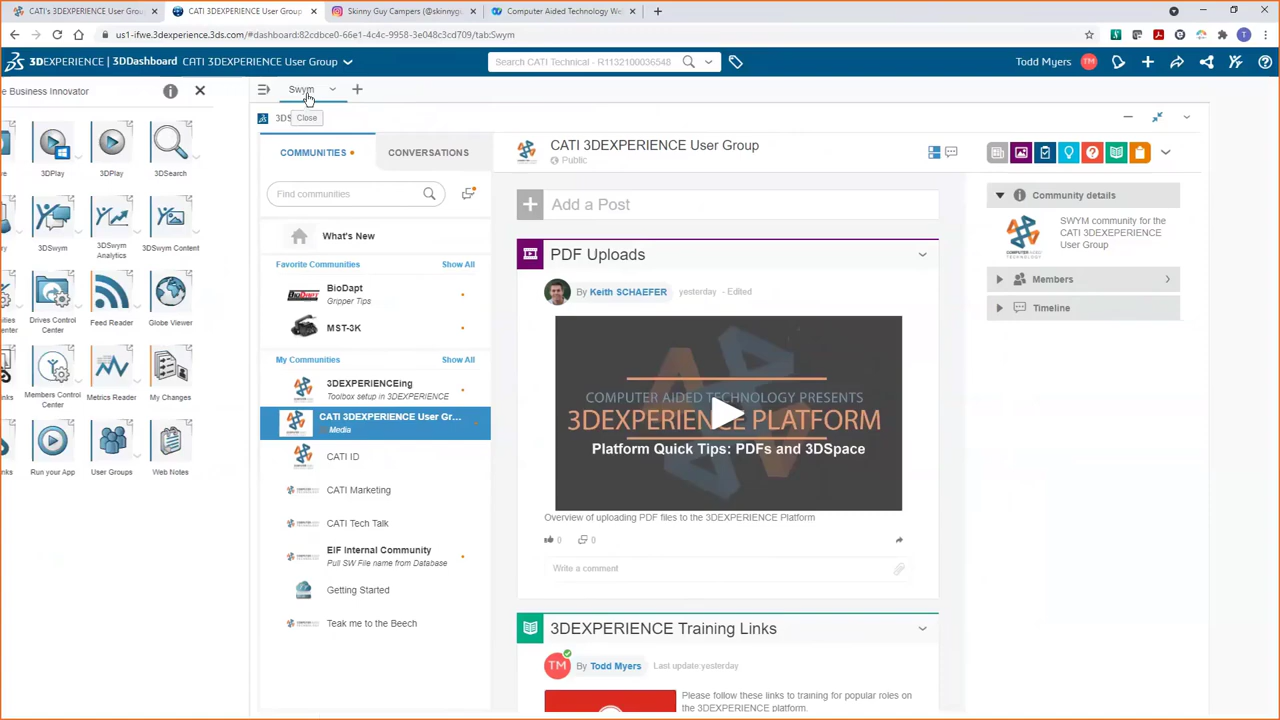 CATI's 3DEXPERIENCE User Group
CATI 3DEXPERIENCE User Group
Skinny Guy Campers (@skinnygu
Computer Aided Technology We
us1-ifwe.3dexperience.3ds.com/#dashboard:82cdbce0-66e1-4c4c-9958-3e048c3cd709/tab:Swym
3DEXPERIENCE | 3DDashboard CATI 3DEXPERIENCE User Group
Search CATI Technical - R1132100036548
Todd Myers TM
e Business Innovator
Swym
Close
3DS
3DPlay
3DPlay
3DSearch
3DSwym
3DSwym Analytics
3DSwym Content
Drives Control Center
Feed Reader
Globe Viewer
Members Control Center
Metrics Reader
My Changes
Run your App
User Groups
Web Notes
COMMUNITIES
CONVERSATIONS
Find communities
What's New
Favorite Communities Show All
BioDapt
Gripper Tips
MST-3K
My Communities Show All
3DEXPERIENCEing
Toolbox setup in 3DEXPERIENCE
CATI 3DEXPERIENCE User Gr...
Media
CATI ID
CATI Marketing
CATI Tech Talk
EIF Internal Community
Pull SW File name from Database
Getting Started
Teak me to the Beech
CATI 3DEXPERIENCE User Group
Public
Add a Post
PDF Uploads
By Keith SCHAEFER yesterday - Edited
COMPUTER AIDED TECHNOLOGY PRESENTS
3DEXPERIENCE PLATFORM
Platform Quick Tips: PDFs and 3DSpace
Overview of uploading PDF files to the 3DEXPERIENCE Platform
0 0
Write a comment
3DEXPERIENCE Training Links
TM By Todd Myers Last update yesterday
Please follow these links to training for popular roles on
the 3DEXPERIENCE platform.
Community details
SWYM community for the
CATI 3DEXPERIENCE
User Group
Members
Timeline